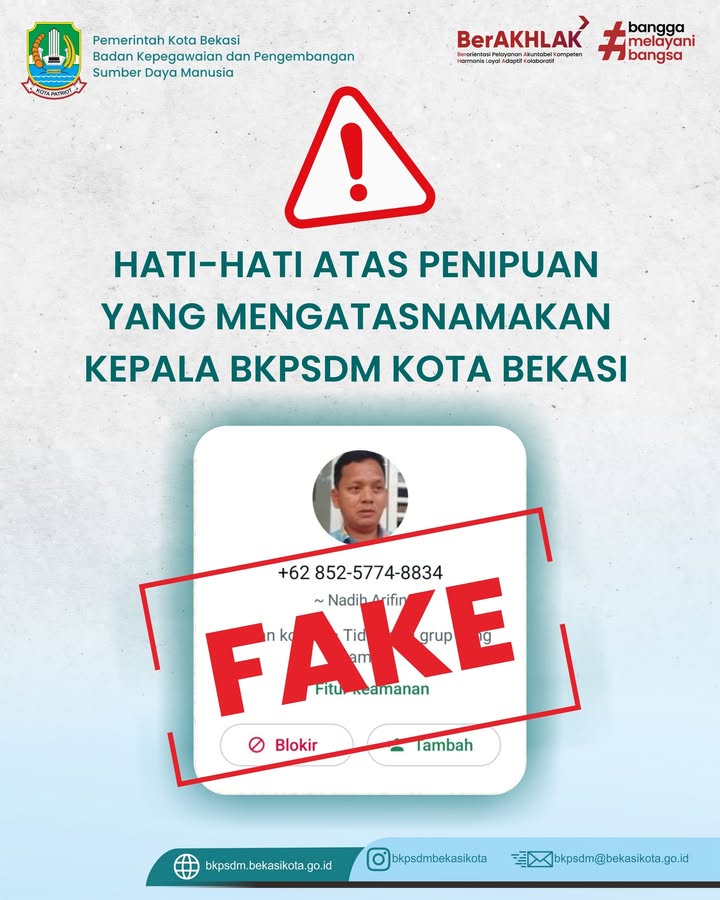 Pemerintah Kota Bekasi
Badan Kepegawaian dan Pengembangan
Sumber Daya Manusia
KOTA PATRIOT
BerAKHLAK
Berorientasi Pelayanan Akuntabel Kompeten
Harmonis Loyal Adaptif Kolaboratif
#bangga
melayani
bangsa
HATI-HATI ATAS PENIPUAN
YANG MENGATASNAMAKAN
KEPALA BKPSDM KOTA BEKASI
+62 852-5774-8834
~ Nadih Arifin
grup
FAKE
Fitur keamanan
Blokir
Tambah
bkpsdm.bekasikota.go.id
bkpsdmbekasikota
bkpsdm@bekasikota.go.id